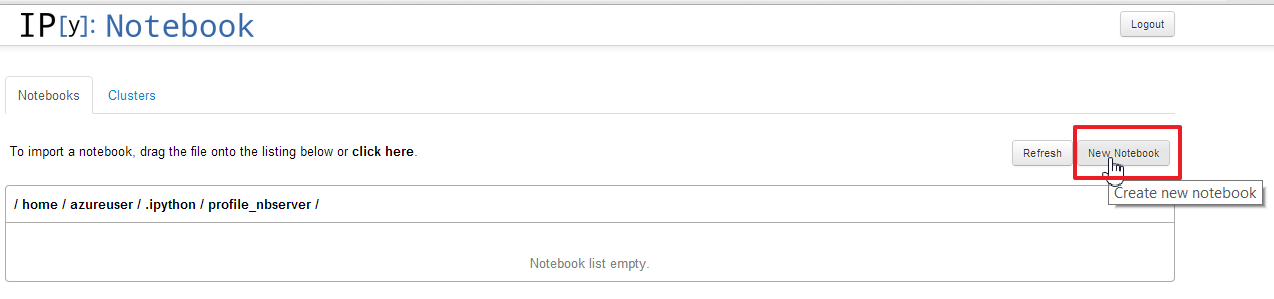 IP[y]: Notebook
Logout
Notebooks Clusters
To import a notebook, drag the file onto the listing below or click here.
Refresh New Notebook
Create new notebook
/ home / azureuser / .ipython / profile_nbserver /
Notebook list empty.